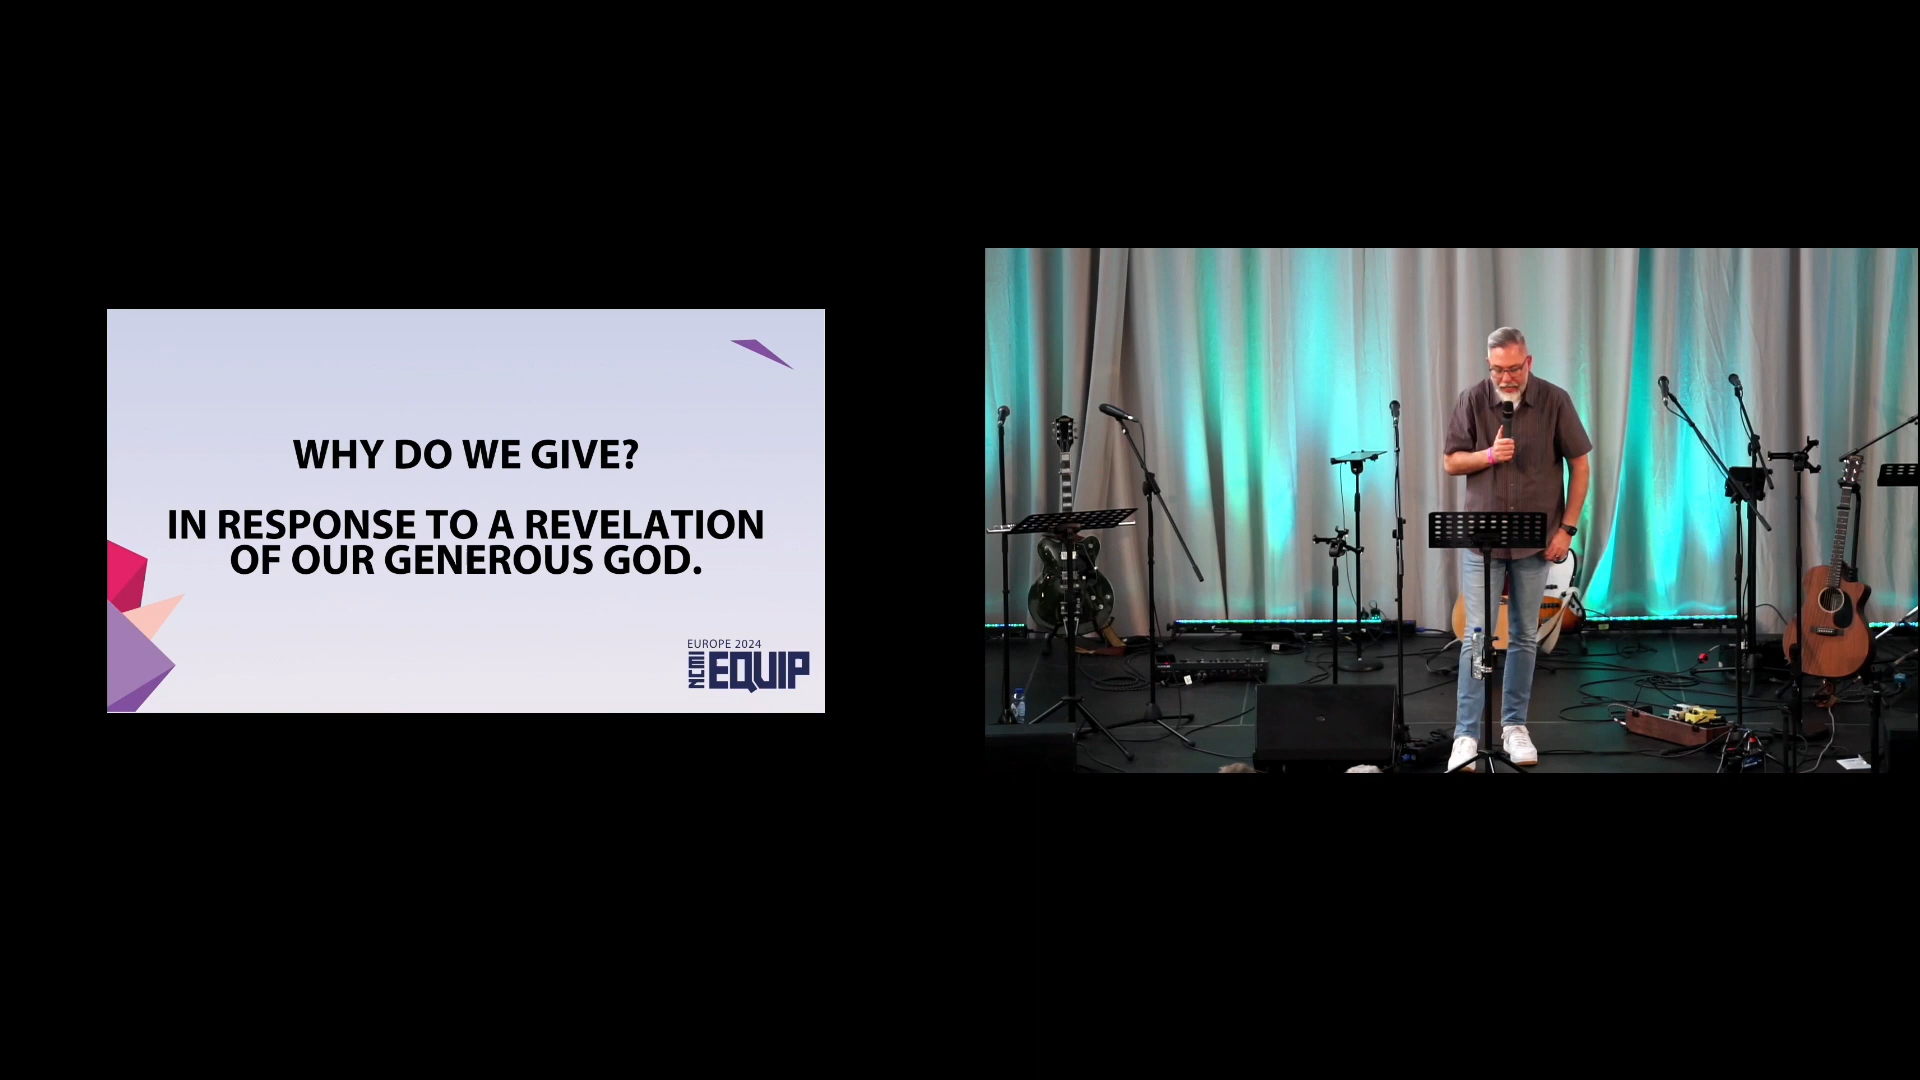 WHY DO WE GIVE?
IN RESPONSE TO A REVELATION
OF OUR GENEROUS GOD.
EUROPE 2024
NCMI EQUIP